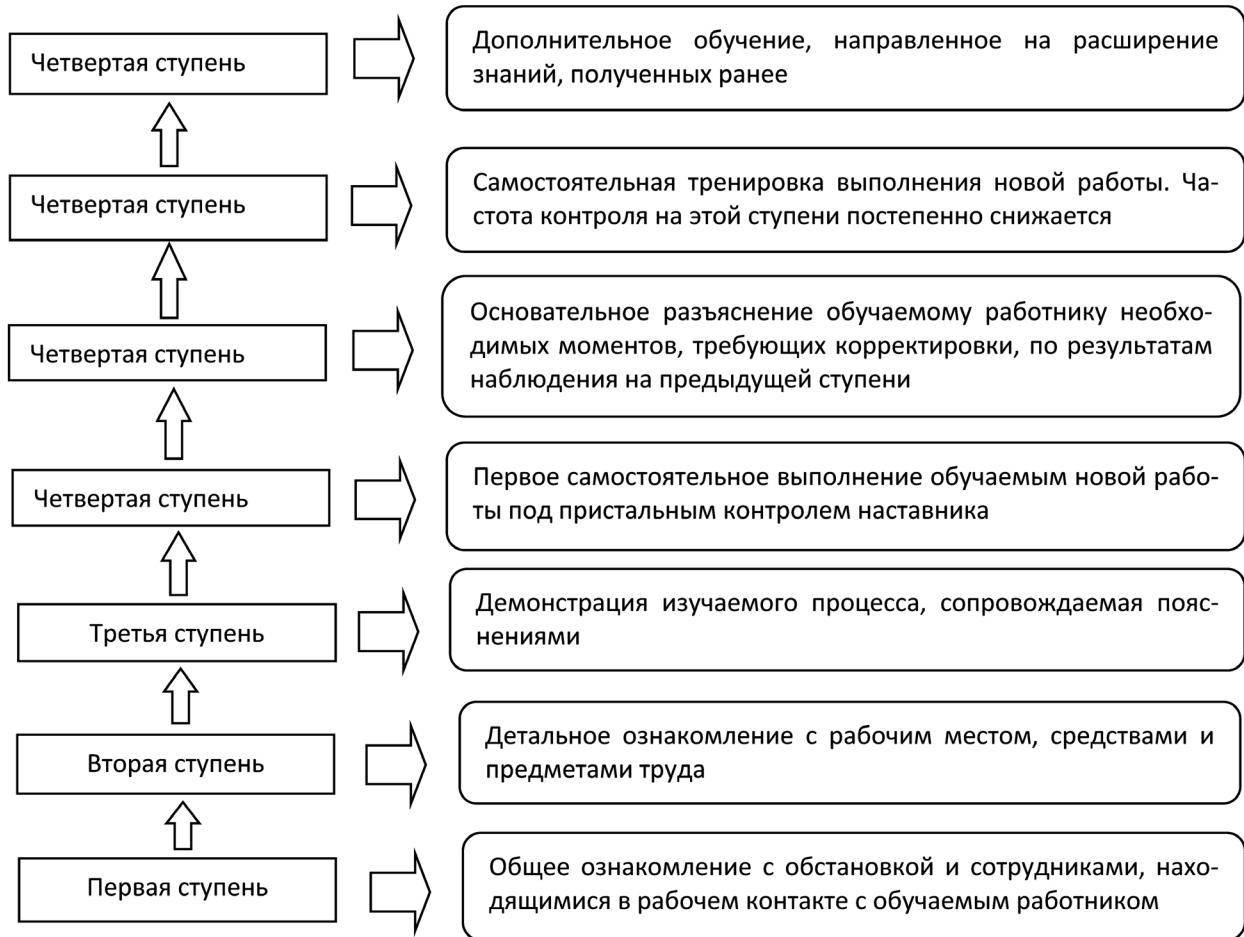 Четвертая ступень
Дополнительное обучение, направленное на расширение
знаний, полученных ранее
Четвертая ступень
Самостоятельная тренировка выполнения новой работы. Ча-
стота контроля на этой ступени постепенно снижается
Четвертая ступень
Основательное разъяснение обучаемому работнику необхо-
димых моментов, требующих корректировки, по результатам
наблюдения на предыдущей ступени
Четвертая ступень
Первое самостоятельное выполнение обучаемым новой рабо-
ты под пристальным контролем наставника
Третья ступень
Демонстрация изучаемого процесса, сопровождаемая пояс-
нениями
Вторая ступень
Детальное ознакомление с рабочим местом, средствами и
предметами труда
Первая ступень
Общее ознакомление с обстановкой и сотрудниками, нахо-
дящимися в рабочем контакте с обучаемым работником